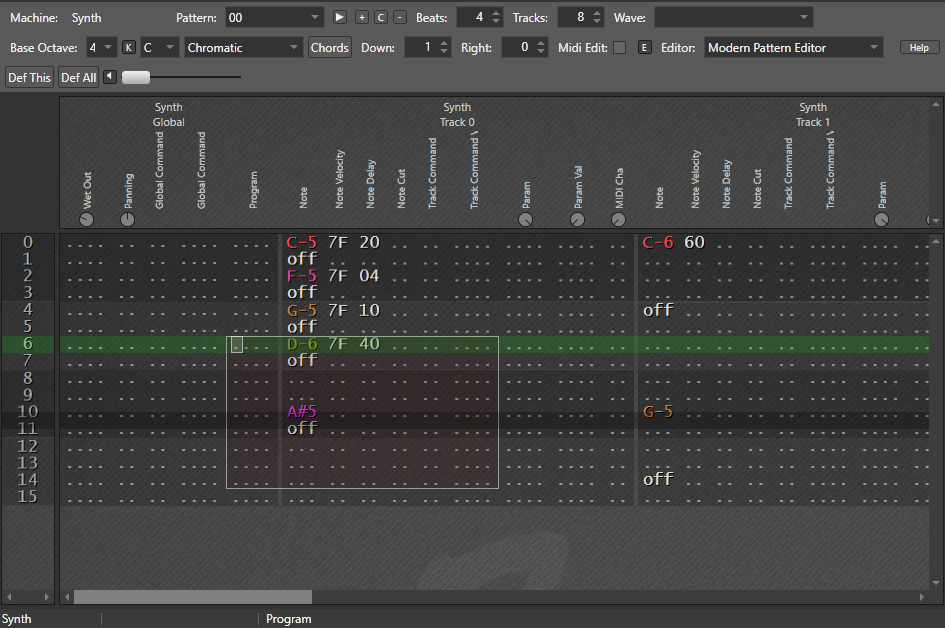 Machine: Synth Pattern: 00 + C - Beats: 4 Tracks: 8 Wave:
Base Octave: 4 K C Chromatic Chords Down: 1 Right: 0 Midi Edit: E Editor: Modern Pattern Editor Help
Def This Def All
Synth Synth Synth
Global Track 0 Track 1
Wet Out Panning Global Command Global Command Program Note Note Velocity Note Delay Note Cut Track Command Track Command V Param Param Val MIDI Cha Note Note Velocity Note Delay Note Cut Track Command Track Command V Param
0 C-5 7F 20 C-6 60
1 off
2 F-5 7F 04
3 off
4 G-5 7F 10 off
5 off
6 D-6 7F 40
7 off
8
9
10 A#5 G-5
11 off
12
13
14 off
15
Synth Program